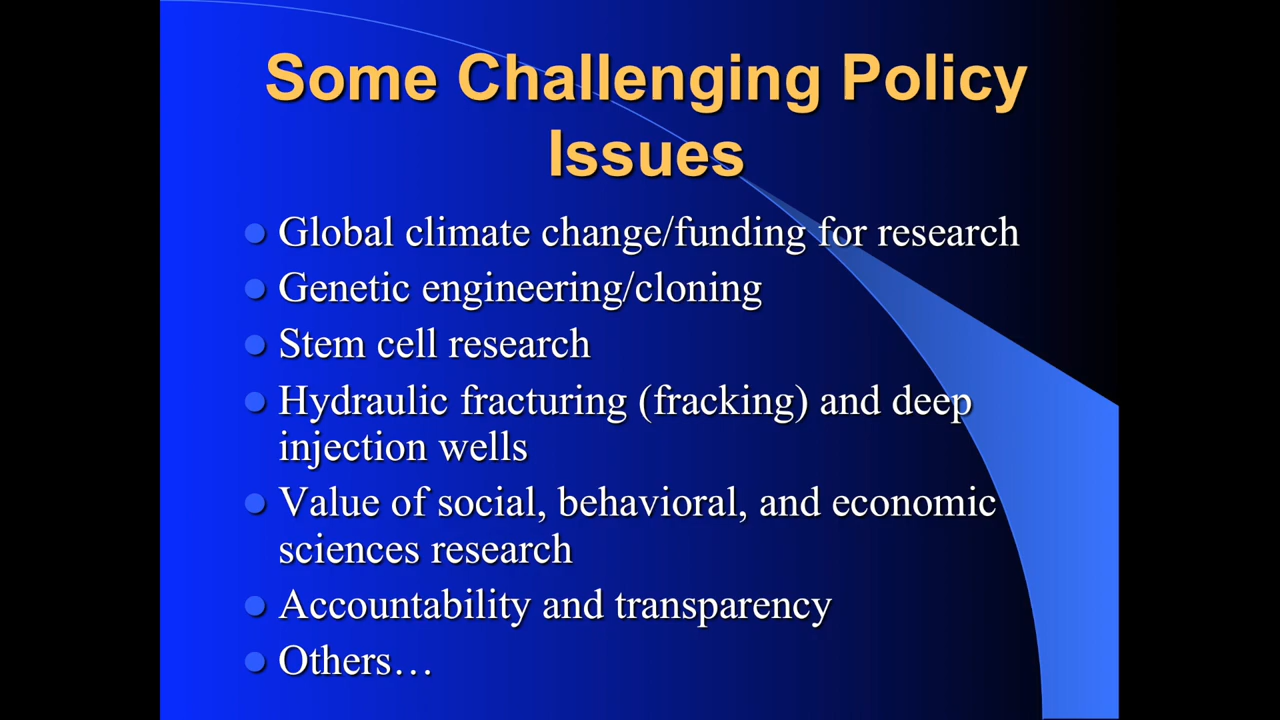 Some Challenging Policy
Issues
Global climate change/funding for research
Genetic engineering/cloning
Stem cell research
Hydraulic fracturing (fracking) and deep
injection wells
Value of social, behavioral, and economic
sciences research
Accountability and transparency
Others…